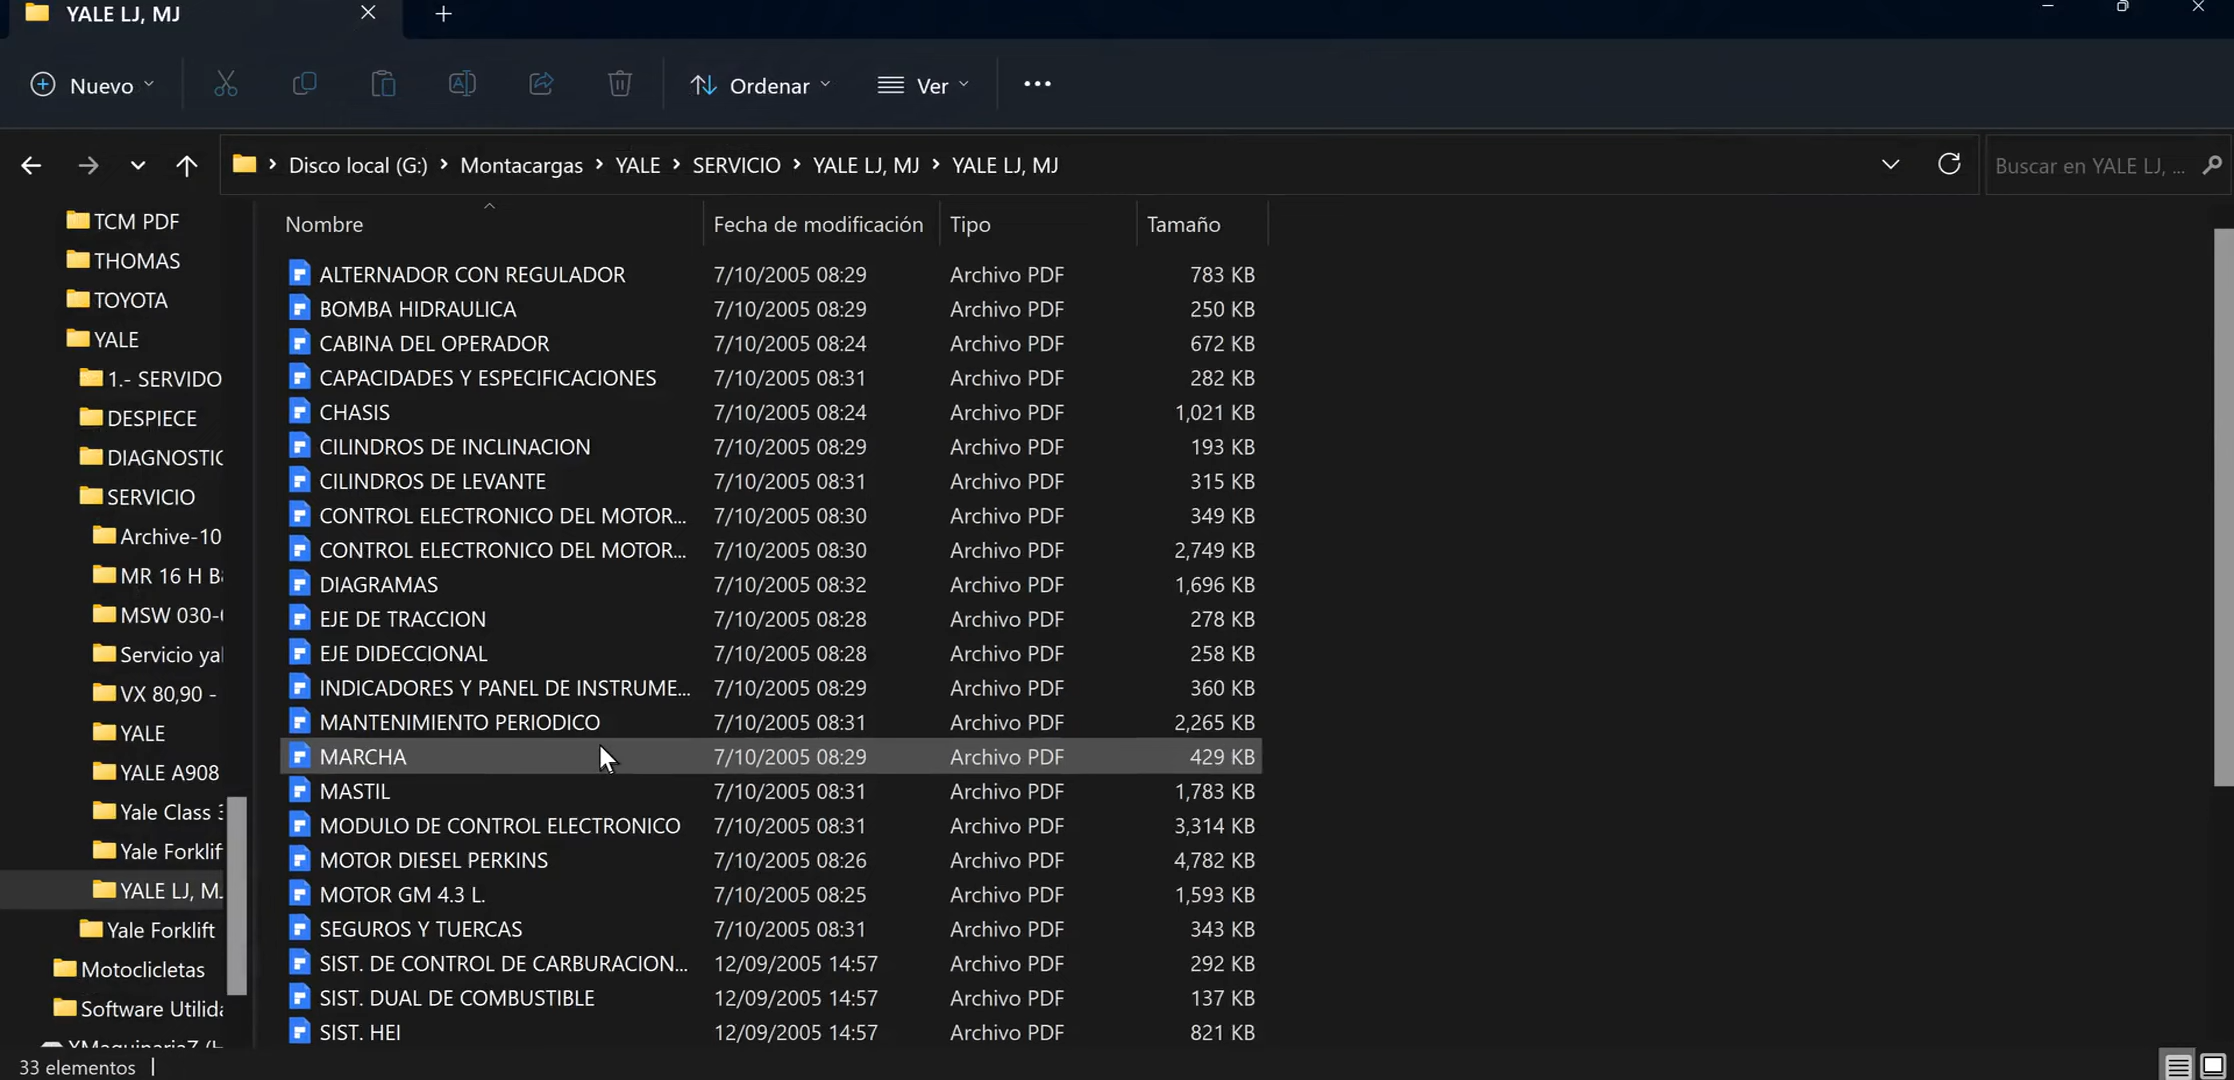 YALE LJ, MJ
Nuevo Ordenar Ver
Disco local (G:) Montacargas YALE SERVICIO YALE LJ, MJ YALE LJ, MJ
Buscar en YALE LJ, ...
TCM PDF
THOMAS
TOYOTA
YALE
1.- SERVIDO
DESPIECE
DIAGNOSTIC
SERVICIO
Archive-10
MR 16 H B
MSW 030-
Servicio yal
VX 80,90 -
YALE
YALE A908
Yale Class 3
Yale Forklif
YALE LJ, M.
Yale Forklift
Motoclicletas
Software Utilida
XMaquinaria7 (H
Nombre Fecha de modificación Tipo Tamaño
ALTERNADOR CON REGULADOR 7/10/2005 08:29 Archivo PDF 783 KB
BOMBA HIDRAULICA 7/10/2005 08:29 Archivo PDF 250 KB
CABINA DEL OPERADOR 7/10/2005 08:24 Archivo PDF 672 KB
CAPACIDADES Y ESPECIFICACIONES 7/10/2005 08:31 Archivo PDF 282 KB
CHASIS 7/10/2005 08:24 Archivo PDF 1,021 KB
CILINDROS DE INCLINACION 7/10/2005 08:29 Archivo PDF 193 KB
CILINDROS DE LEVANTE 7/10/2005 08:31 Archivo PDF 315 KB
CONTROL ELECTRONICO DEL MOTOR... 7/10/2005 08:30 Archivo PDF 349 KB
CONTROL ELECTRONICO DEL MOTOR... 7/10/2005 08:30 Archivo PDF 2,749 KB
DIAGRAMAS 7/10/2005 08:32 Archivo PDF 1,696 KB
EJE DE TRACCION 7/10/2005 08:28 Archivo PDF 278 KB
EJE DIDECCIONAL 7/10/2005 08:28 Archivo PDF 258 KB
INDICADORES Y PANEL DE INSTRUME... 7/10/2005 08:29 Archivo PDF 360 KB
MANTENIMIENTO PERIODICO 7/10/2005 08:31 Archivo PDF 2,265 KB
MARCHA 7/10/2005 08:29 Archivo PDF 429 KB
MASTIL 7/10/2005 08:31 Archivo PDF 1,783 KB
MODULO DE CONTROL ELECTRONICO 7/10/2005 08:31 Archivo PDF 3,314 KB
MOTOR DIESEL PERKINS 7/10/2005 08:26 Archivo PDF 4,782 KB
MOTOR GM 4.3 L. 7/10/2005 08:25 Archivo PDF 1,593 KB
SEGUROS Y TUERCAS 7/10/2005 08:31 Archivo PDF 343 KB
SIST. DE CONTROL DE CARBURACION... 12/09/2005 14:57 Archivo PDF 292 KB
SIST. DUAL DE COMBUSTIBLE 12/09/2005 14:57 Archivo PDF 137 KB
SIST. HEI 12/09/2005 14:57 Archivo PDF 821 KB
33 elementos